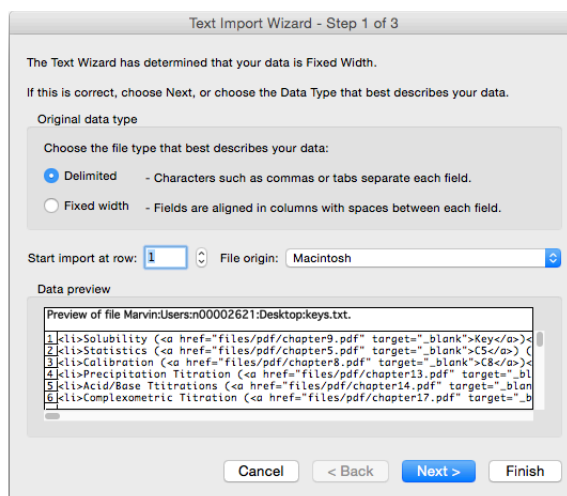 Text Import Wizard - Step 1 of 3
The Text Wizard has determined that your data is Fixed Width.
If this is correct, choose Next, or choose the Data Type that best describes your data.
Original data type
Choose the file type that best describes your data:
Delimited - Characters such as commas or tabs separate each field.
Fixed width - Fields are aligned in columns with spaces between each field.
Start import at row: 1 File origin: Macintosh
Data preview
Preview of file Marvin:Users:n00002621:Desktop:keys.txt.
1 <li>Solubility (<a href="files/pdf/chapter9.pdf" target="_blank">Key</a>)<
2 <li>Statistics (<a href="files/pdf/chapter5.pdf" target="_blank">C5</a>) (
3 <li>Calibration (<a href="files/pdf/chapter8.pdf" target="_blank">C8</a>)<
4 <li>Precipitation Titration (<a href="files/pdf/chapter13.pdf" target="_bl
5 <li>Acid/Base Ttitrations (<a href="files/pdf/chapter14.pdf" target="_blan
6 <li>Complexometric Titration (<a href="files/pdf/chapter17.pdf" target="_b
Cancel < Back Next > Finish